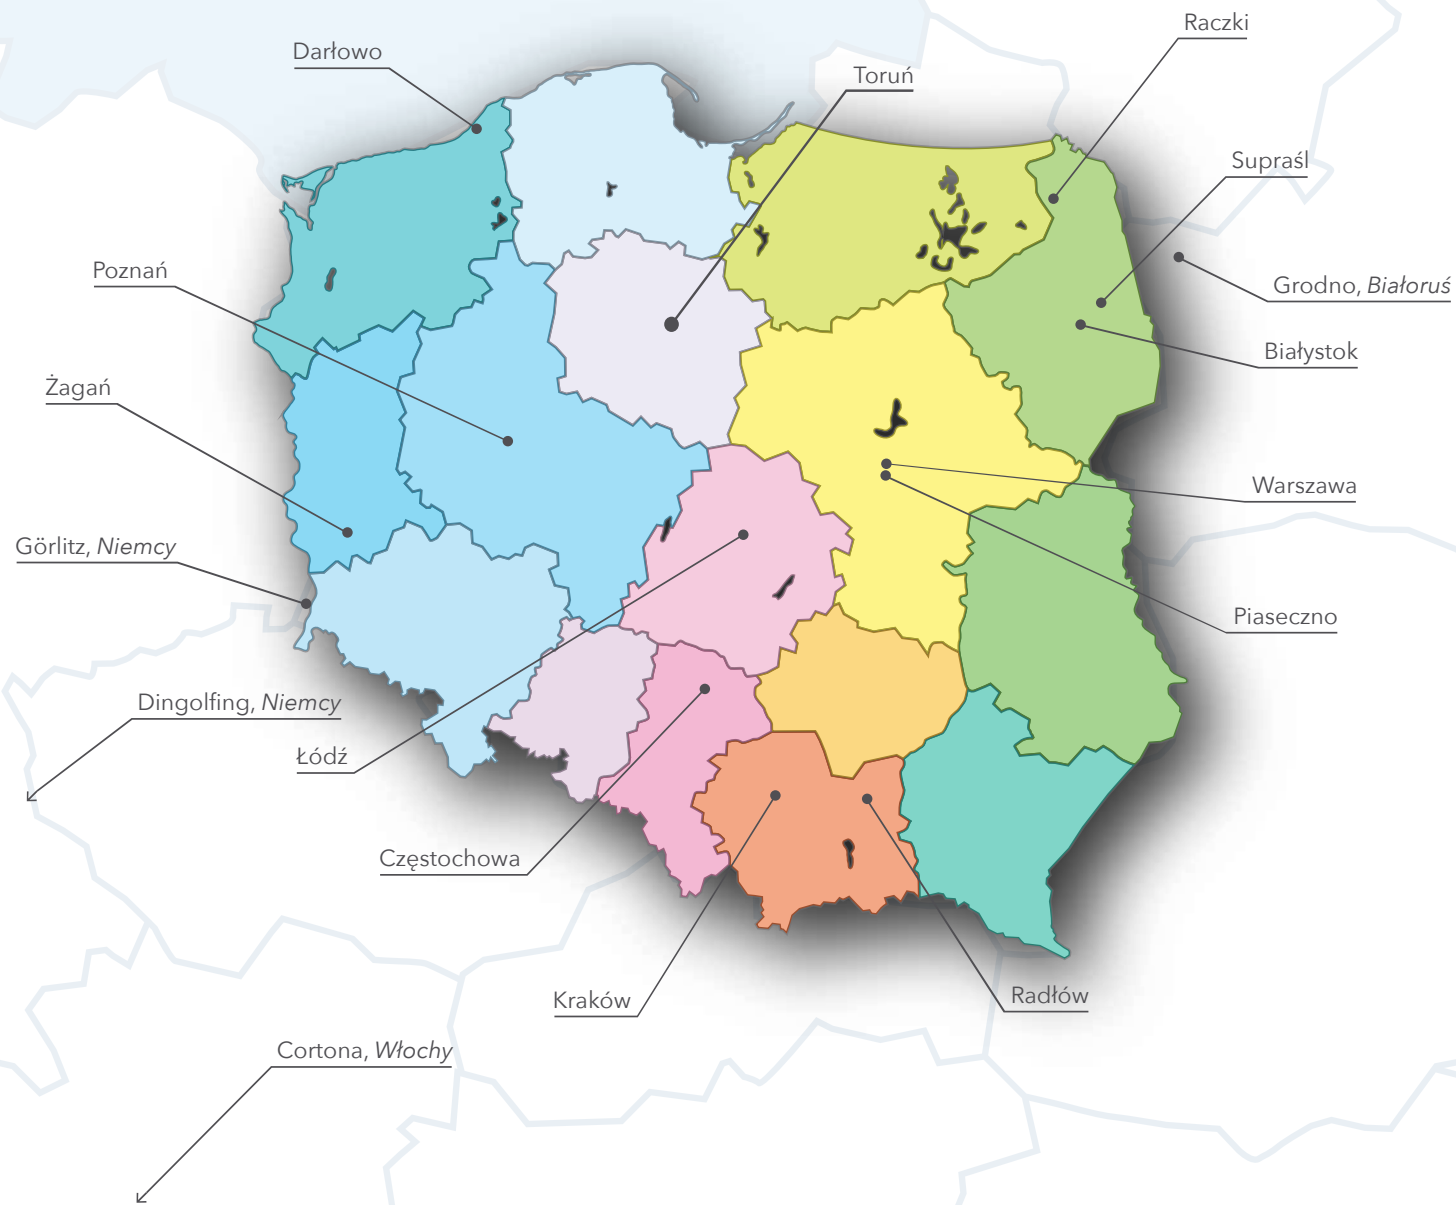 Raczki
Darłowo
Toruń
Supraśl
Poznań
Grodno, Białoruś
Białystok
Żagań
Warszawa
Görlitz, Niemcy
Piaseczno
Dingolfing, Niemcy
Łódź
Częstochowa
Radłów
Kraków
Cortona, Włochy